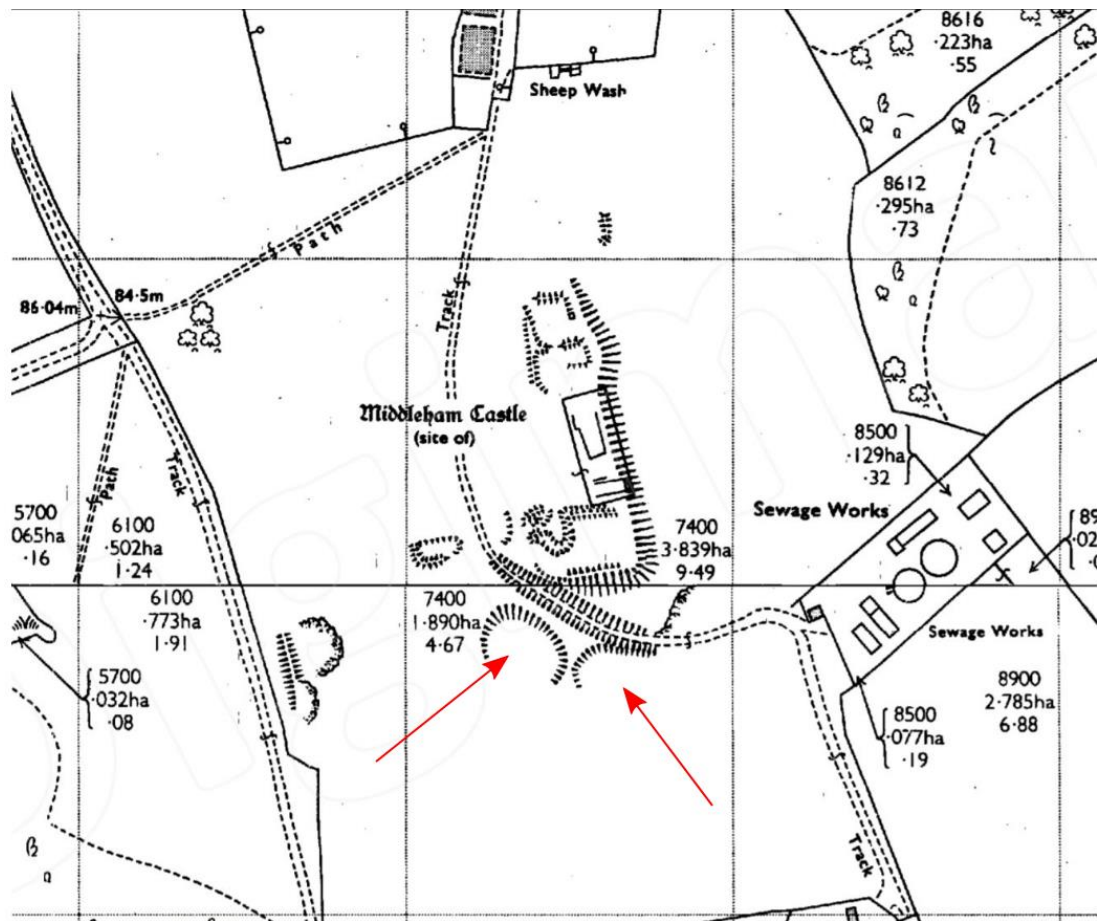 8616
·223ha
·55
Sheep Wash
8612
·295ha
·73
Path
86·04m
84·5m
Track
Middleham Castle
(site of)
8500
·129ha
·32
Sewage Works
5700
065ha
·16
Path
Track
6100
·502ha
1·24
7400
3·839ha
9·49
6100
·773ha
1·91
7400
1·890ha
4·67
Sewage Works
5700
·032ha
·08
8500
·077ha
·19
8900
2·785ha
6·88
Track